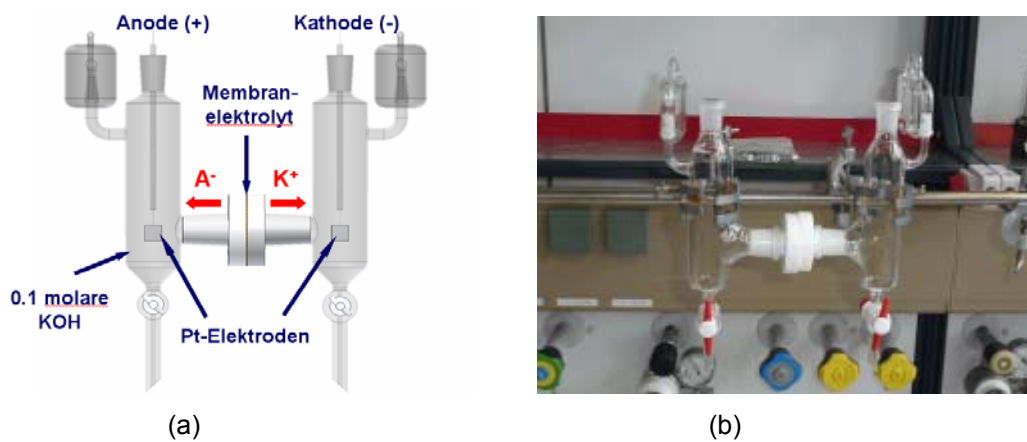 Anode (+)
Kathode (-)
Membran-
elektrolyt
A-
K+
0.1 molare
KOH
Pt-Elektroden
(a)
(b)